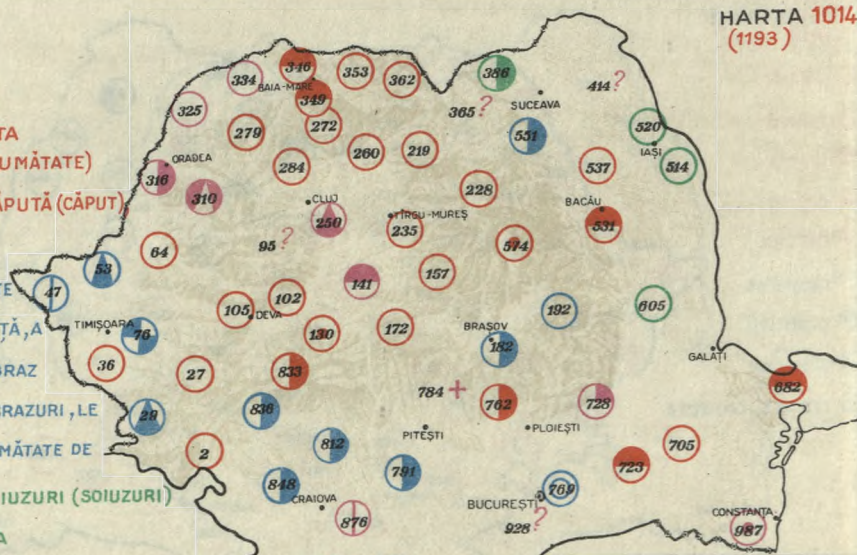 HARTA 1014
(1193)
TA
UMĂTATE)
ĂPUTĂ (CĂPUT)
TE
ȚĂ, A
BRAZ
BRAZURI, LE
MĂTATE DE
IUZURI (SOIUZURI)
A
334 346 353 362 386 414 ?
BAIA-MARE
349 365 ? SUCEAVA
325 279 272 551 520
ORADEA 284 260 219 IAȘI
316 537 514
310 CLUJ 228 BACĂU
250 TÎRGU-MUREȘ 531
95 ? 235 574
64
53 141 157
47 105 102 192 605
DEVA
TIMIȘOARA 76 130 172 BRAȘOV
182 GALAȚI
36 27 833
784 + 762 728 682
29 836 PITEȘTI PLOIEȘTI
2 812 705
791 723
848 BUCUREȘTI 769
CRAIOVA 876 928 ? CONSTANȚA
987